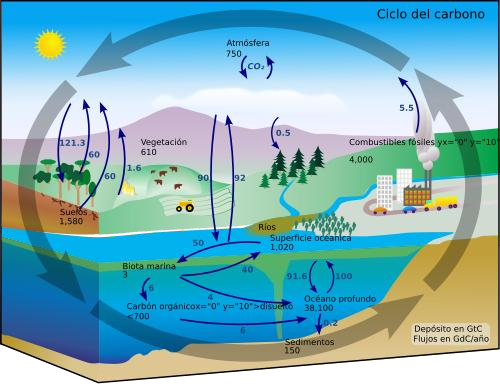 Ciclo del carbono
Atmósfera
750
CO₂
5.5
121.3
60
60
1.6
0.5
Vegetación
610
Combustibles fósiles yx="0" y="10"
4,000
90
92
Suelos
1,580
Ríos
50
Superficie oceánica
1,020
Biota marina
3
40
91.6
100
6
Carbón orgánicox="0" y="10">disuelto
<700
4
Océano profundo
38,100
6
0.2
Sedimentos
150
Depósito en GtC
Flujos en GdC/año